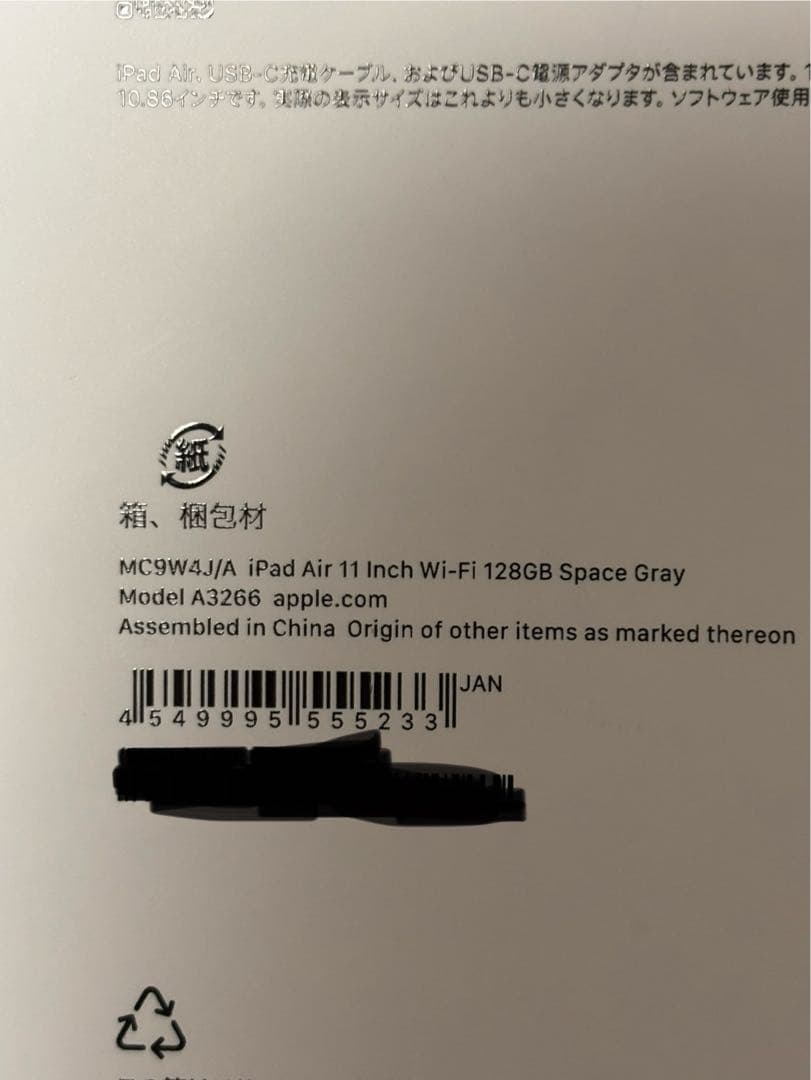 iPad Air、USB-C充電ケーブル、およびUSB-C電源アダプタが含まれています。
10.86インチです。実際の表示サイズはこれよりも小さくなります。ソフトウェア使用
紙
箱、梱包材
MC9W4J/A iPad Air 11 Inch Wi-Fi 128GB Space Gray
Model A3266 apple.com
Assembled in China Origin of other items as marked thereon
JAN
4 549995 555233